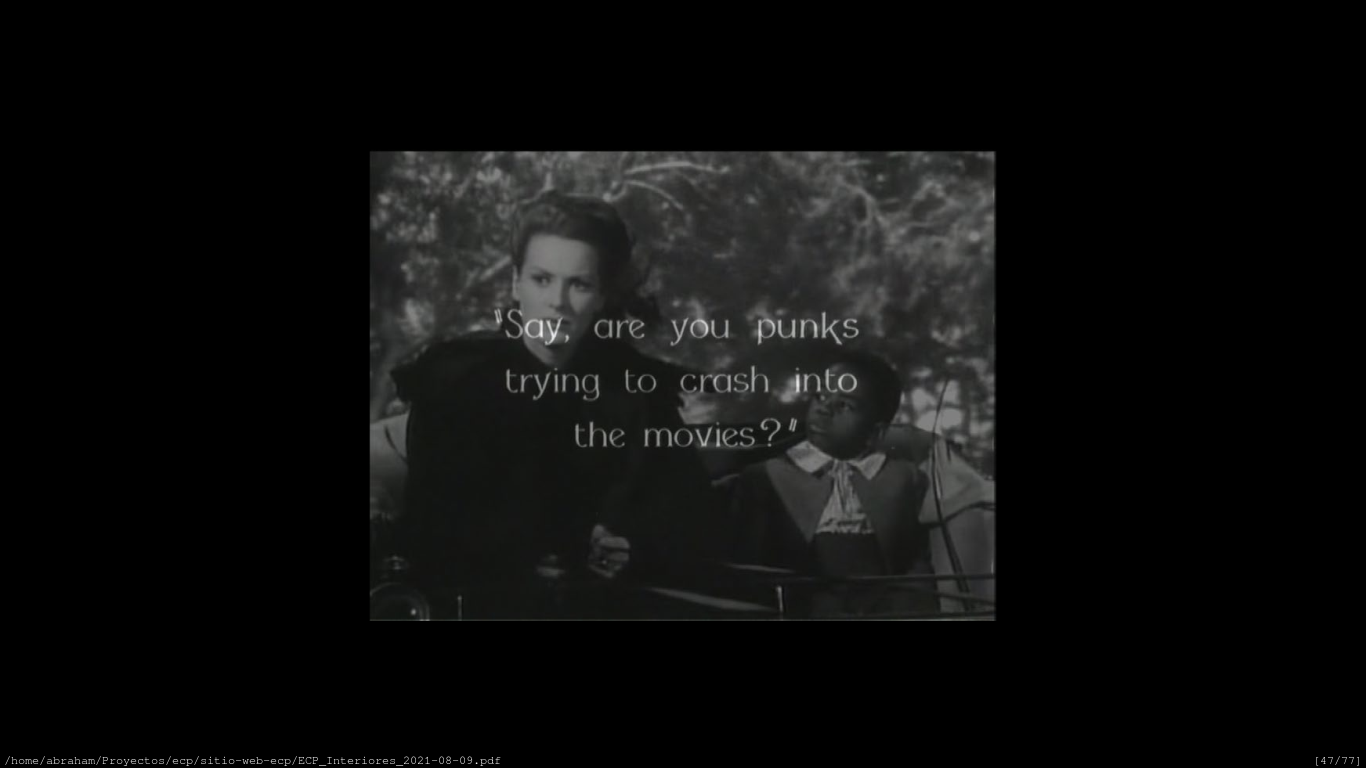 "Say, are you punks
trying to crash into
the movies?"
/home/abraham/Proyectos/ecp/sitio-web-ecp/ECP_Interiores_2021-08-09.pdf
[47/77]